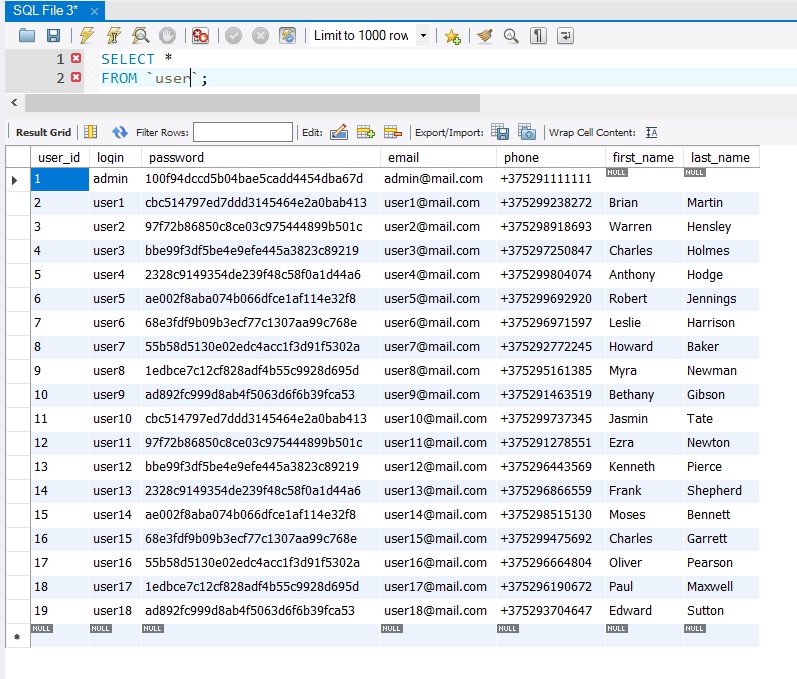 SQL File 3*
Limit to 1000 row
1 SELECT *
2 FROM `user`;
Result Grid Filter Rows: Edit: Export/Import: Wrap Cell Content:
user_id login password email phone first_name last_name
1 admin 100f94dccd5b04bae5cadd4454dba67d admin@mail.com +375291111111 NULL NULL
2 user1 cbc514797ed7ddd3145464e2a0bab413 user1@mail.com +375299238272 Brian Martin
3 user2 97f72b86850c8ce03c975444899b501c user2@mail.com +375298918693 Warren Hensley
4 user3 bbe99f3df5be4e9efe445a3823c89219 user3@mail.com +375297250847 Charles Holmes
5 user4 2328c9149354de239f48c58f0a1d44a6 user4@mail.com +375299804074 Anthony Hodge
6 user5 ae002f8aba074b066dfce1af114e32f8 user5@mail.com +375299692920 Robert Jennings
7 user6 68e3fdf9b09b3ecf77c1307aa99c768e user6@mail.com +375296971597 Leslie Harrison
8 user7 55b58d5130e02edc4acc1f3d91f5302a user7@mail.com +375292772245 Howard Baker
9 user8 1edbce7c12cf828adf4b55c9928d695d user8@mail.com +375295161385 Myra Newman
10 user9 ad892fc999d8ab4f5063d6f6b39fca53 user9@mail.com +375291463519 Bethany Gibson
11 user10 cbc514797ed7ddd3145464e2a0bab413 user10@mail.com +375299737345 Jasmin Tate
12 user11 97f72b86850c8ce03c975444899b501c user11@mail.com +375291278551 Ezra Newton
13 user12 bbe99f3df5be4e9efe445a3823c89219 user12@mail.com +375296443569 Kenneth Pierce
14 user13 2328c9149354de239f48c58f0a1d44a6 user13@mail.com +375296866559 Frank Shepherd
15 user14 ae002f8aba074b066dfce1af114e32f8 user14@mail.com +375298515130 Moses Bennett
16 user15 68e3fdf9b09b3ecf77c1307aa99c768e user15@mail.com +375299475692 Charles Garrett
17 user16 55b58d5130e02edc4acc1f3d91f5302a user16@mail.com +375296664804 Oliver Pearson
18 user17 1edbce7c12cf828adf4b55c9928d695d user17@mail.com +375296190672 Paul Maxwell
19 user18 ad892fc999d8ab4f5063d6f6b39fca53 user18@mail.com +375293704647 Edward Sutton
NULL NULL NULL NULL NULL NULL NULL